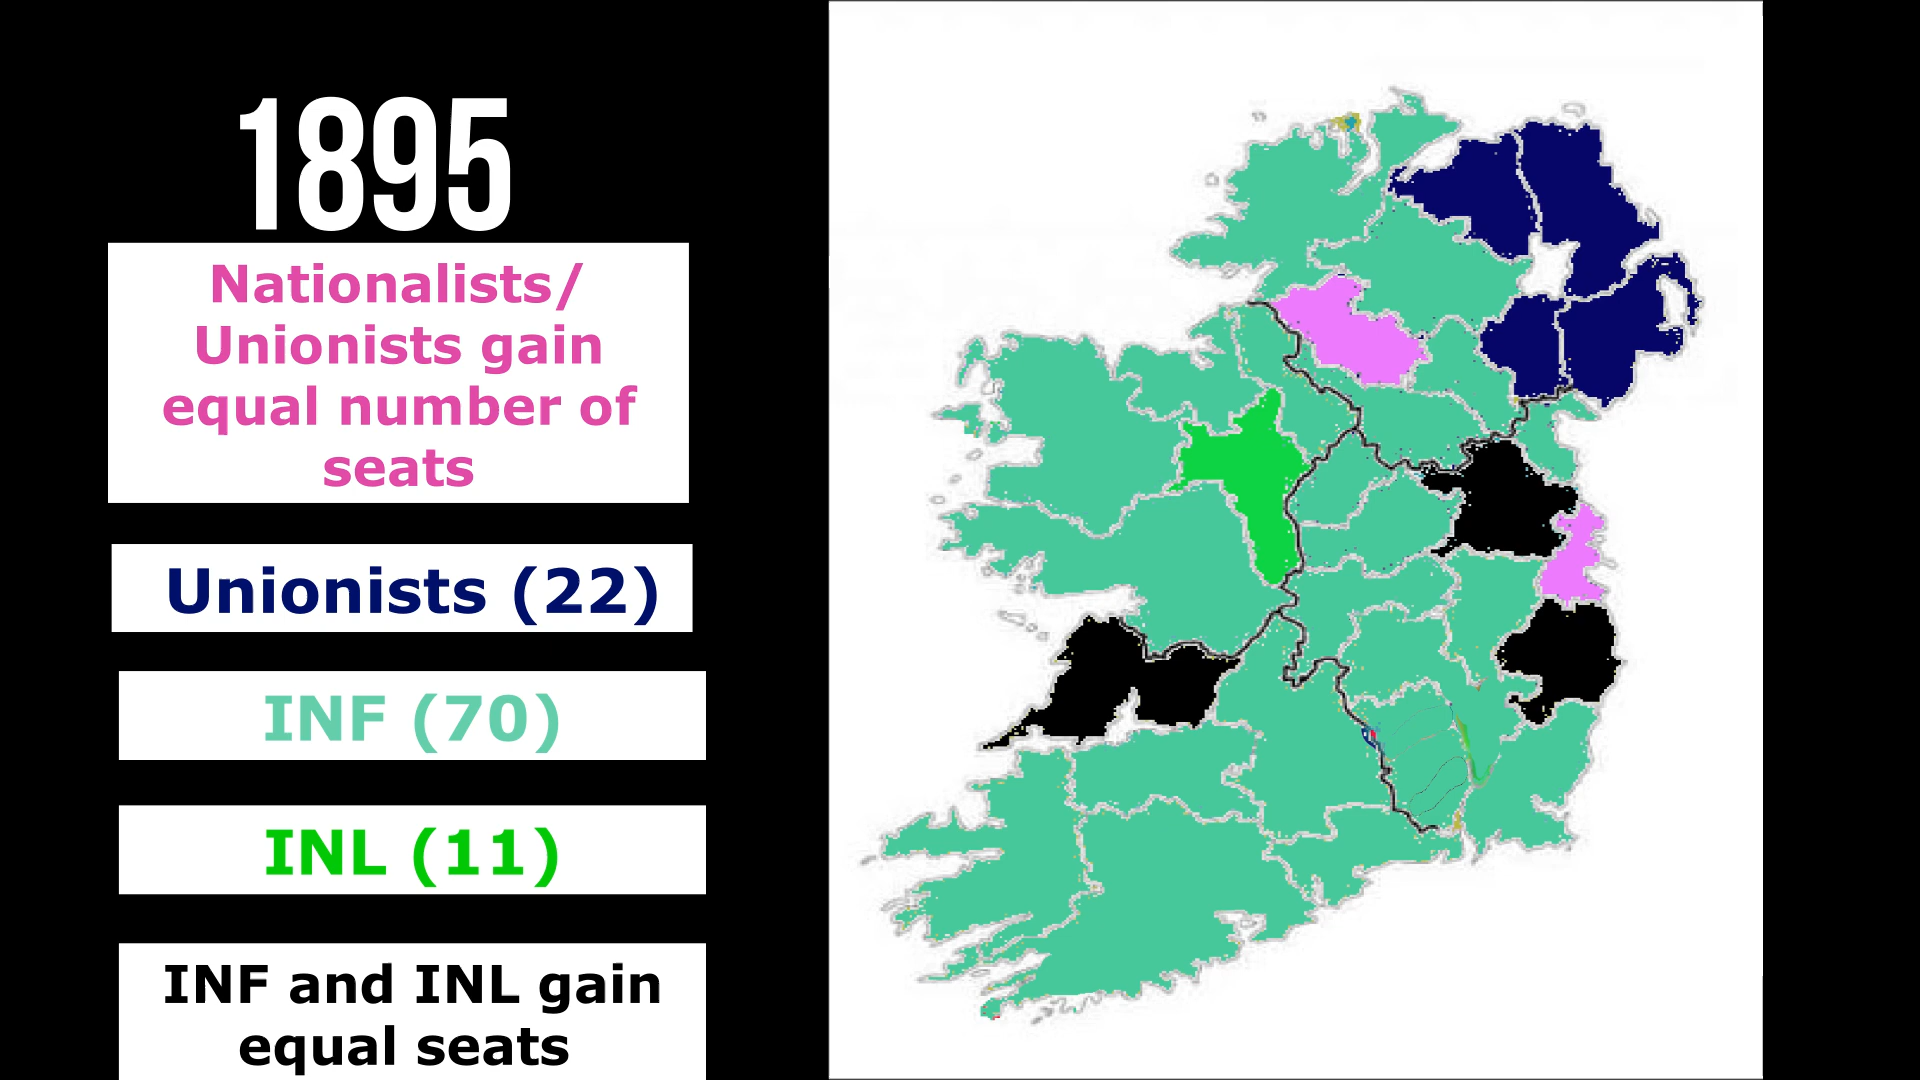 1895
Nationalists/
Unionists gain
equal number of
seats
Unionists (22)
INF (70)
INL (11)
INF and INL gain
equal seats